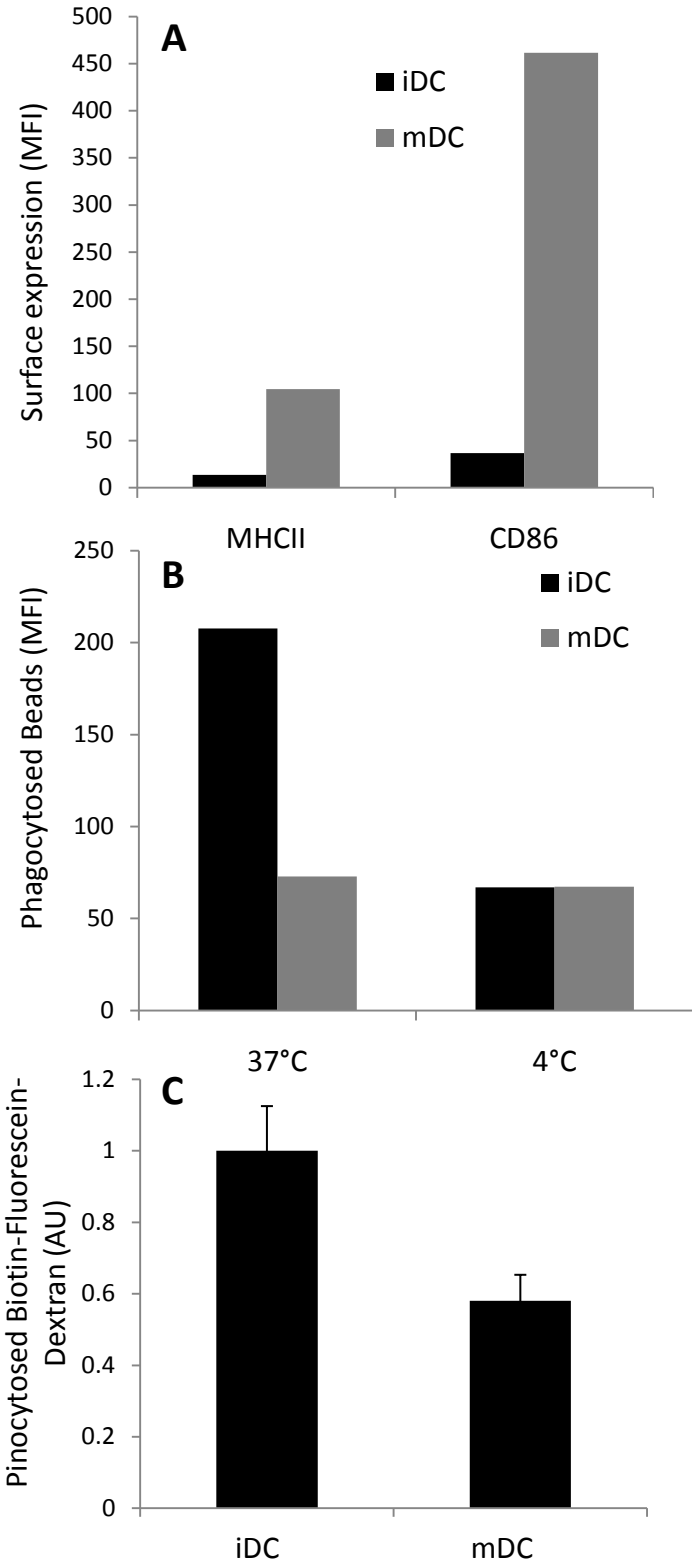 A
500
450
400
350
300
250
200
150
100
50
0
Surface expression (MFI)
iDC
mDC
MHCII
CD86
B
250
200
150
100
50
0
Phagocytosed Beads (MFI)
iDC
mDC
37°C
4°C
C
1.2
1
0.8
0.6
0.4
0.2
0
Pinocytosed Biotin-Fluorescein-
Dextran (AU)
iDC
mDC